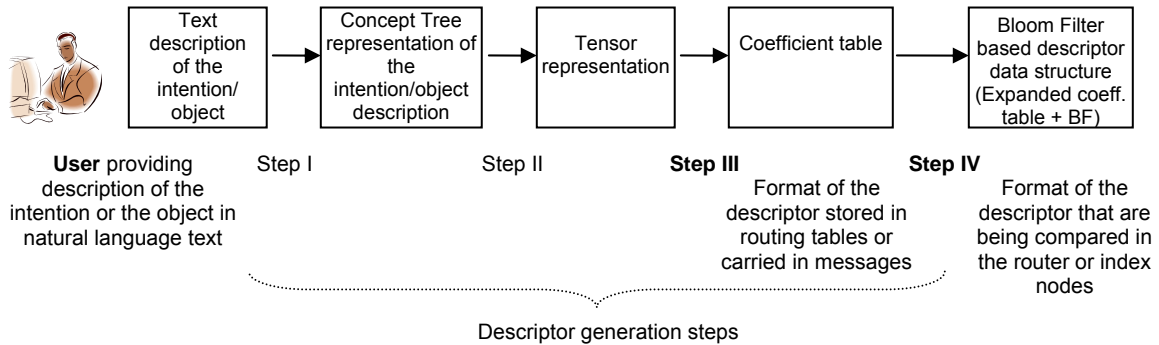 Text
description
of the
intention/
object
Concept Tree
representation of
the
intention/object
description
Tensor
representation
Coefficient table
Bloom Filter
based descriptor
data structure
(Expanded coeff.
table + BF)
User providing
description of the
intention or the object in
natural language text
Step I
Step II
Step III
Step IV
Format of the
descriptor stored in
routing tables or
carried in messages
Format of the
descriptor that are
being compared in
the router or index
nodes
Descriptor generation steps